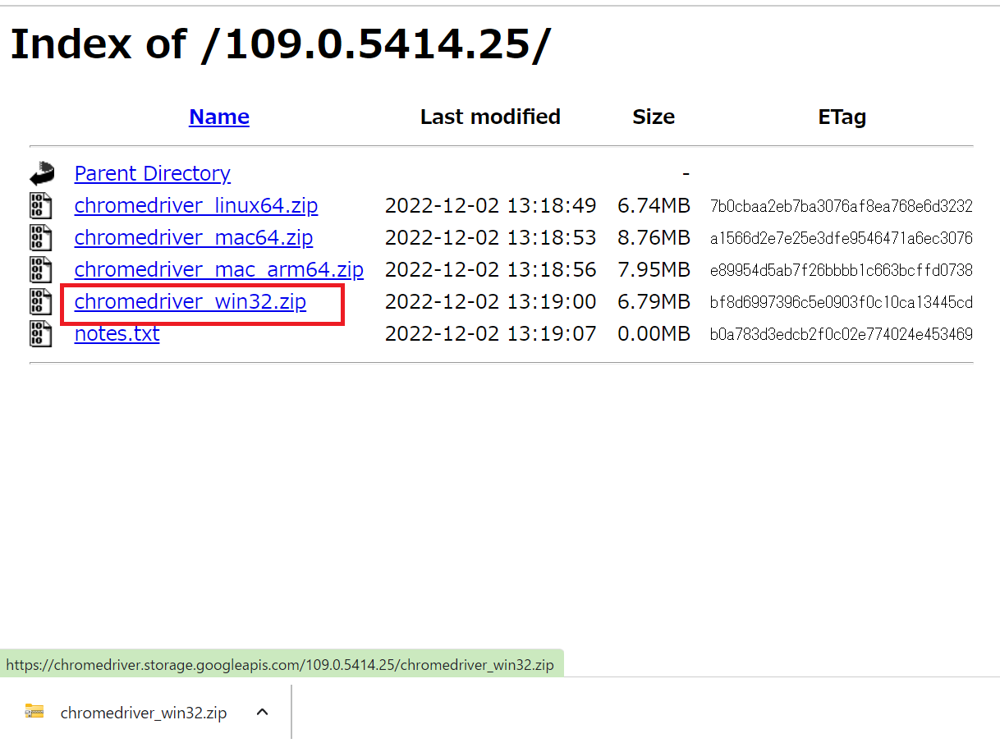 Index of /109.0.5414.25/
Name Last modified Size ETag
Parent Directory -
chromedriver_linux64.zip 2022-12-02 13:18:49 6.74MB 7b0cbaa2eb7ba3076af8ea768e6d3232
chromedriver_mac64.zip 2022-12-02 13:18:53 8.76MB a1566d2e7e25e3dfe9546471a6ec3076
chromedriver_mac_arm64.zip 2022-12-02 13:18:56 7.95MB e89954d5ab7f26bbbb1c663bcffd0738
chromedriver_win32.zip 2022-12-02 13:19:00 6.79MB bf8d6997396c5e0903f0c10ca13445cd
notes.txt 2022-12-02 13:19:07 0.00MB b0a783d3edcb2f0c02e774024e453469
https://chromedriver.storage.googleapis.com/109.0.5414.25/chromedriver_win32.zip
chromedriver_win32.zip